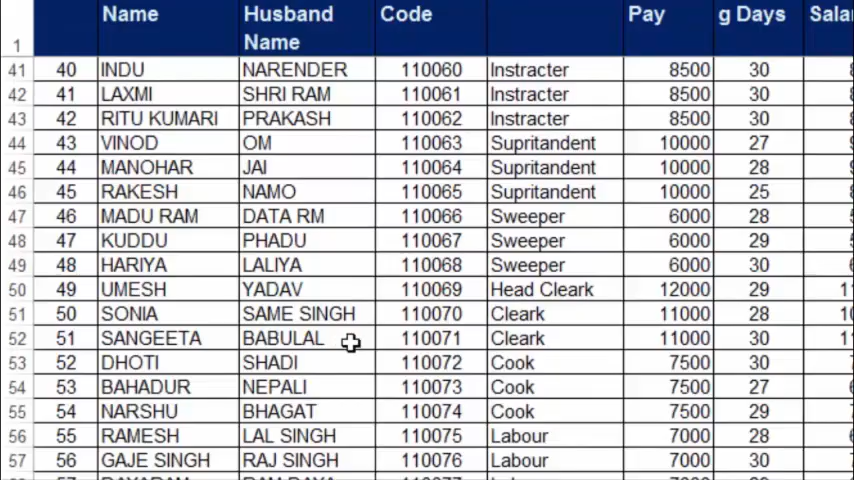 Name Husband Name Code Pay g Days Salar
1
41 40 INDU NARENDER 110060 Instracter 8500 30
42 41 LAXMI SHRI RAM 110061 Instracter 8500 30
43 42 RITU KUMARI PRAKASH 110062 Instracter 8500 30
44 43 VINOD OM 110063 Supritandent 10000 27
45 44 MANOHAR JAI 110064 Supritandent 10000 28
46 45 RAKESH NAMO 110065 Supritandent 10000 25
47 46 MADU RAM DATA RM 110066 Sweeper 6000 28
48 47 KUDDU PHADU 110067 Sweeper 6000 29
49 48 HARIYA LALIYA 110068 Sweeper 6000 30
50 49 UMESH YADAV 110069 Head Cleark 12000 29 11
51 50 SONIA SAME SINGH 110070 Cleark 11000 28 10
52 51 SANGEETA BABULAL 110071 Cleark 11000 30 11
53 52 DHOTI SHADI 110072 Cook 7500 30
54 53 BAHADUR NEPALI 110073 Cook 7500 27
55 54 NARSHU BHAGAT 110074 Cook 7500 29
56 55 RAMESH LAL SINGH 110075 Labour 7000 28
57 56 GAJE SINGH RAJ SINGH 110076 Labour 7000 30